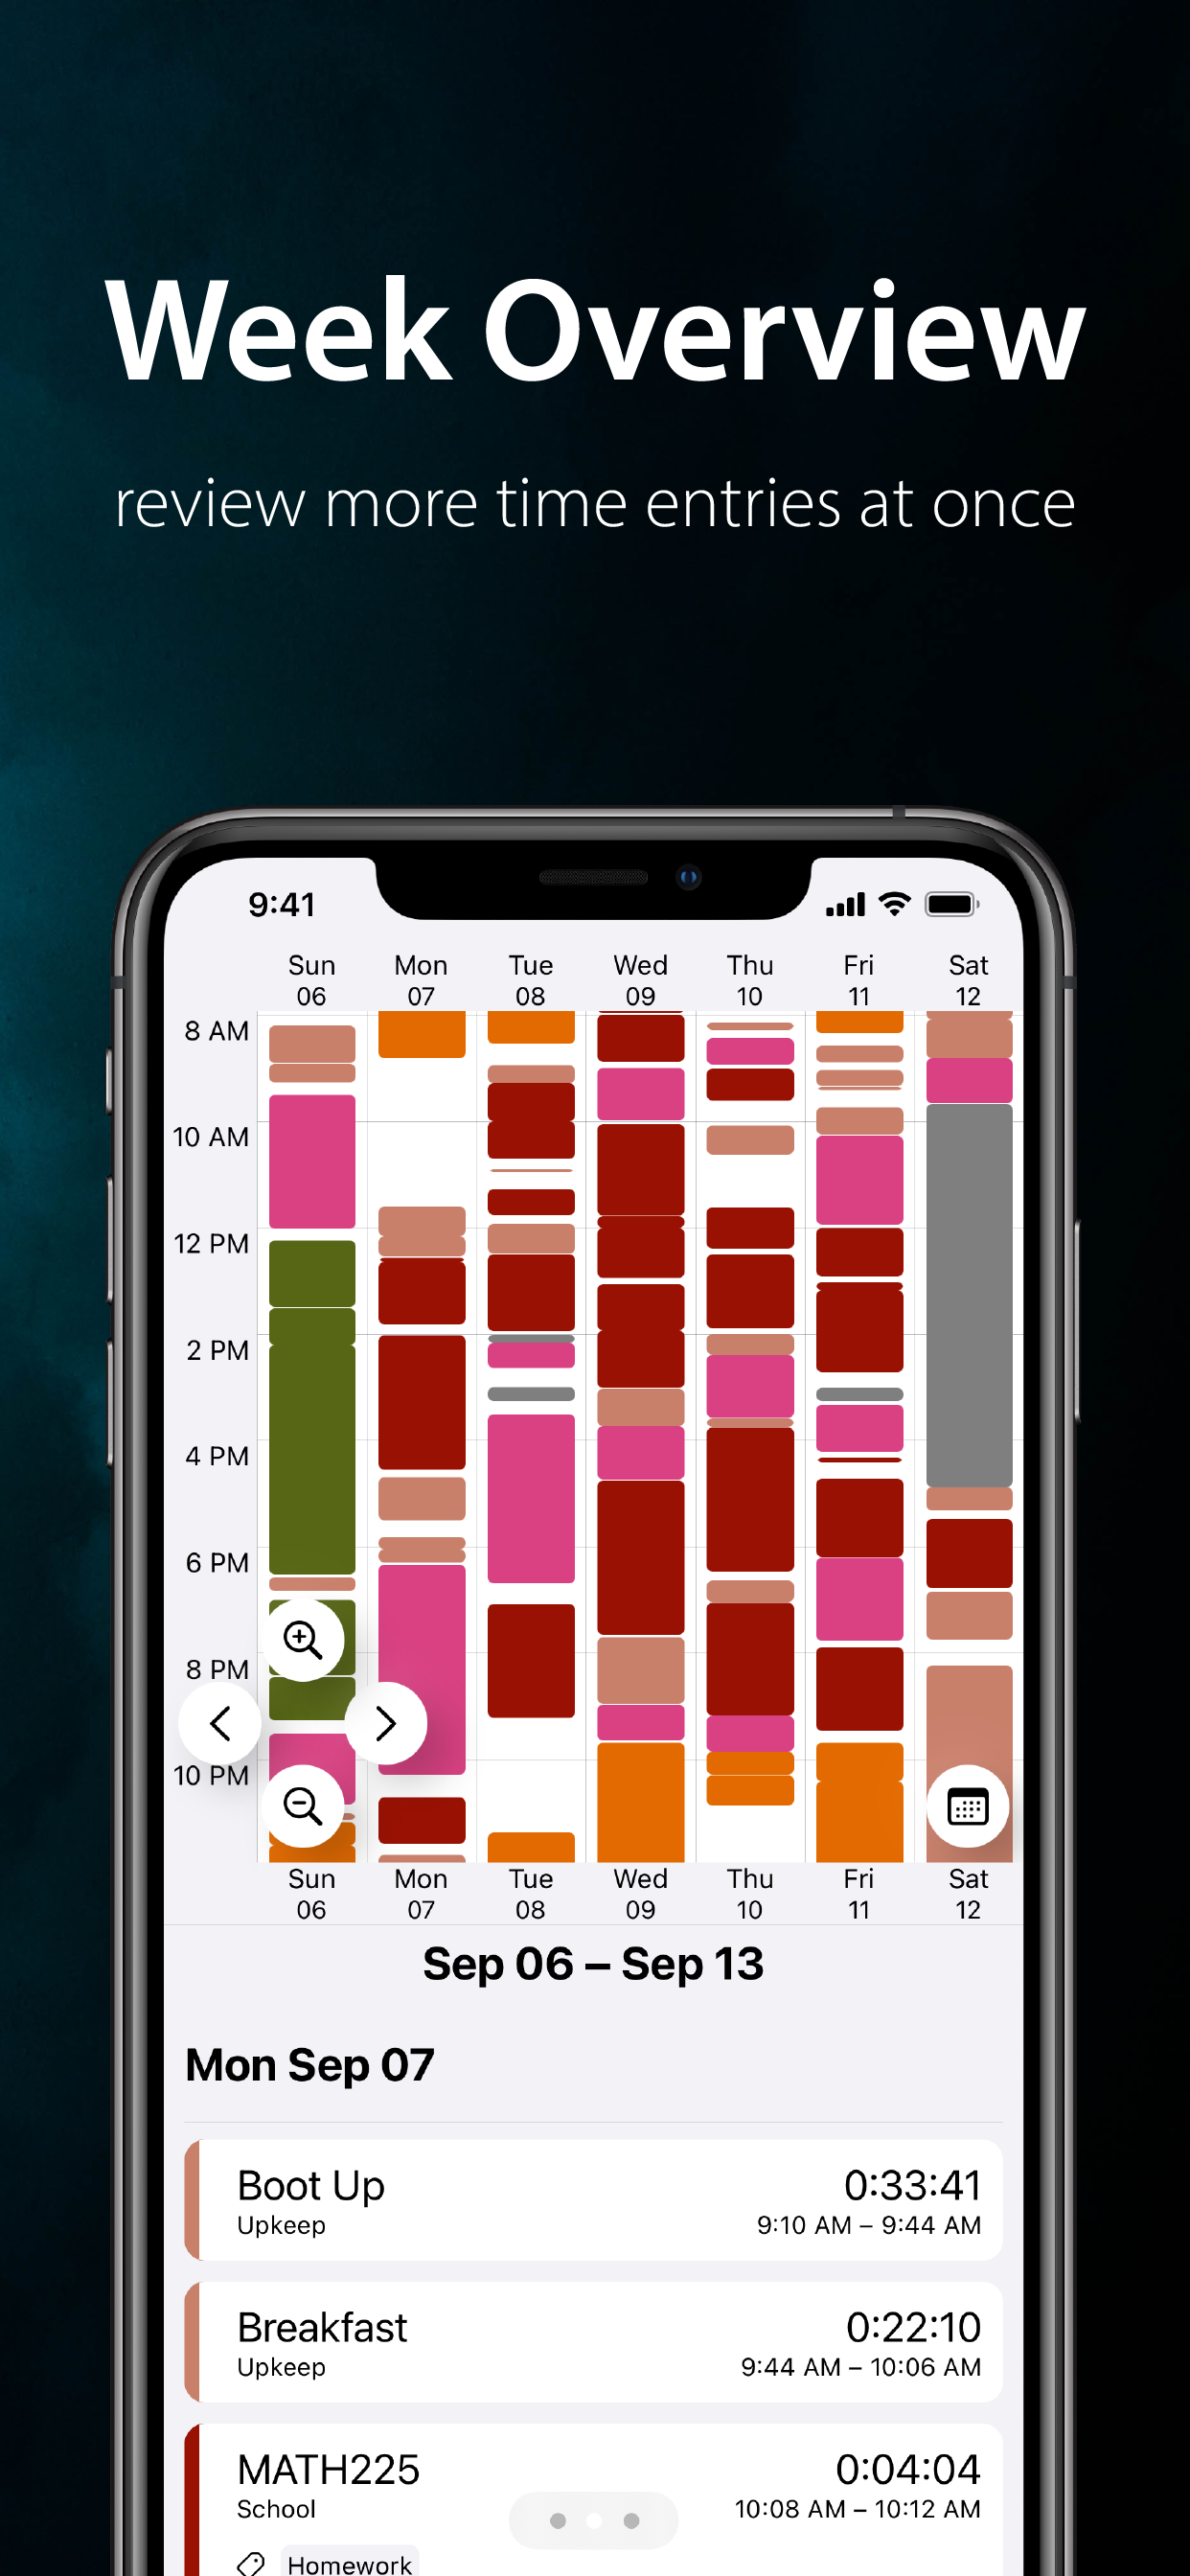 Week Overview
review more time entries at once
9:41
Sun Mon Tue Wed Thu Fri Sat
06 07 08 09 10 11 12
8 AM
10 AM
12 PM
2 PM
4 PM
6 PM
8 PM
10 PM
Sun Mon Tue Wed Thu Fri Sat
06 07 08 09 10 11 12
Sep 06 – Sep 13
Mon Sep 07
Boot Up 0:33:41
Upkeep 9:10 AM – 9:44 AM
Breakfast 0:22:10
Upkeep 9:44 AM – 10:06 AM
MATH225 0:04:04
School 10:08 AM – 10:12 AM
Homework